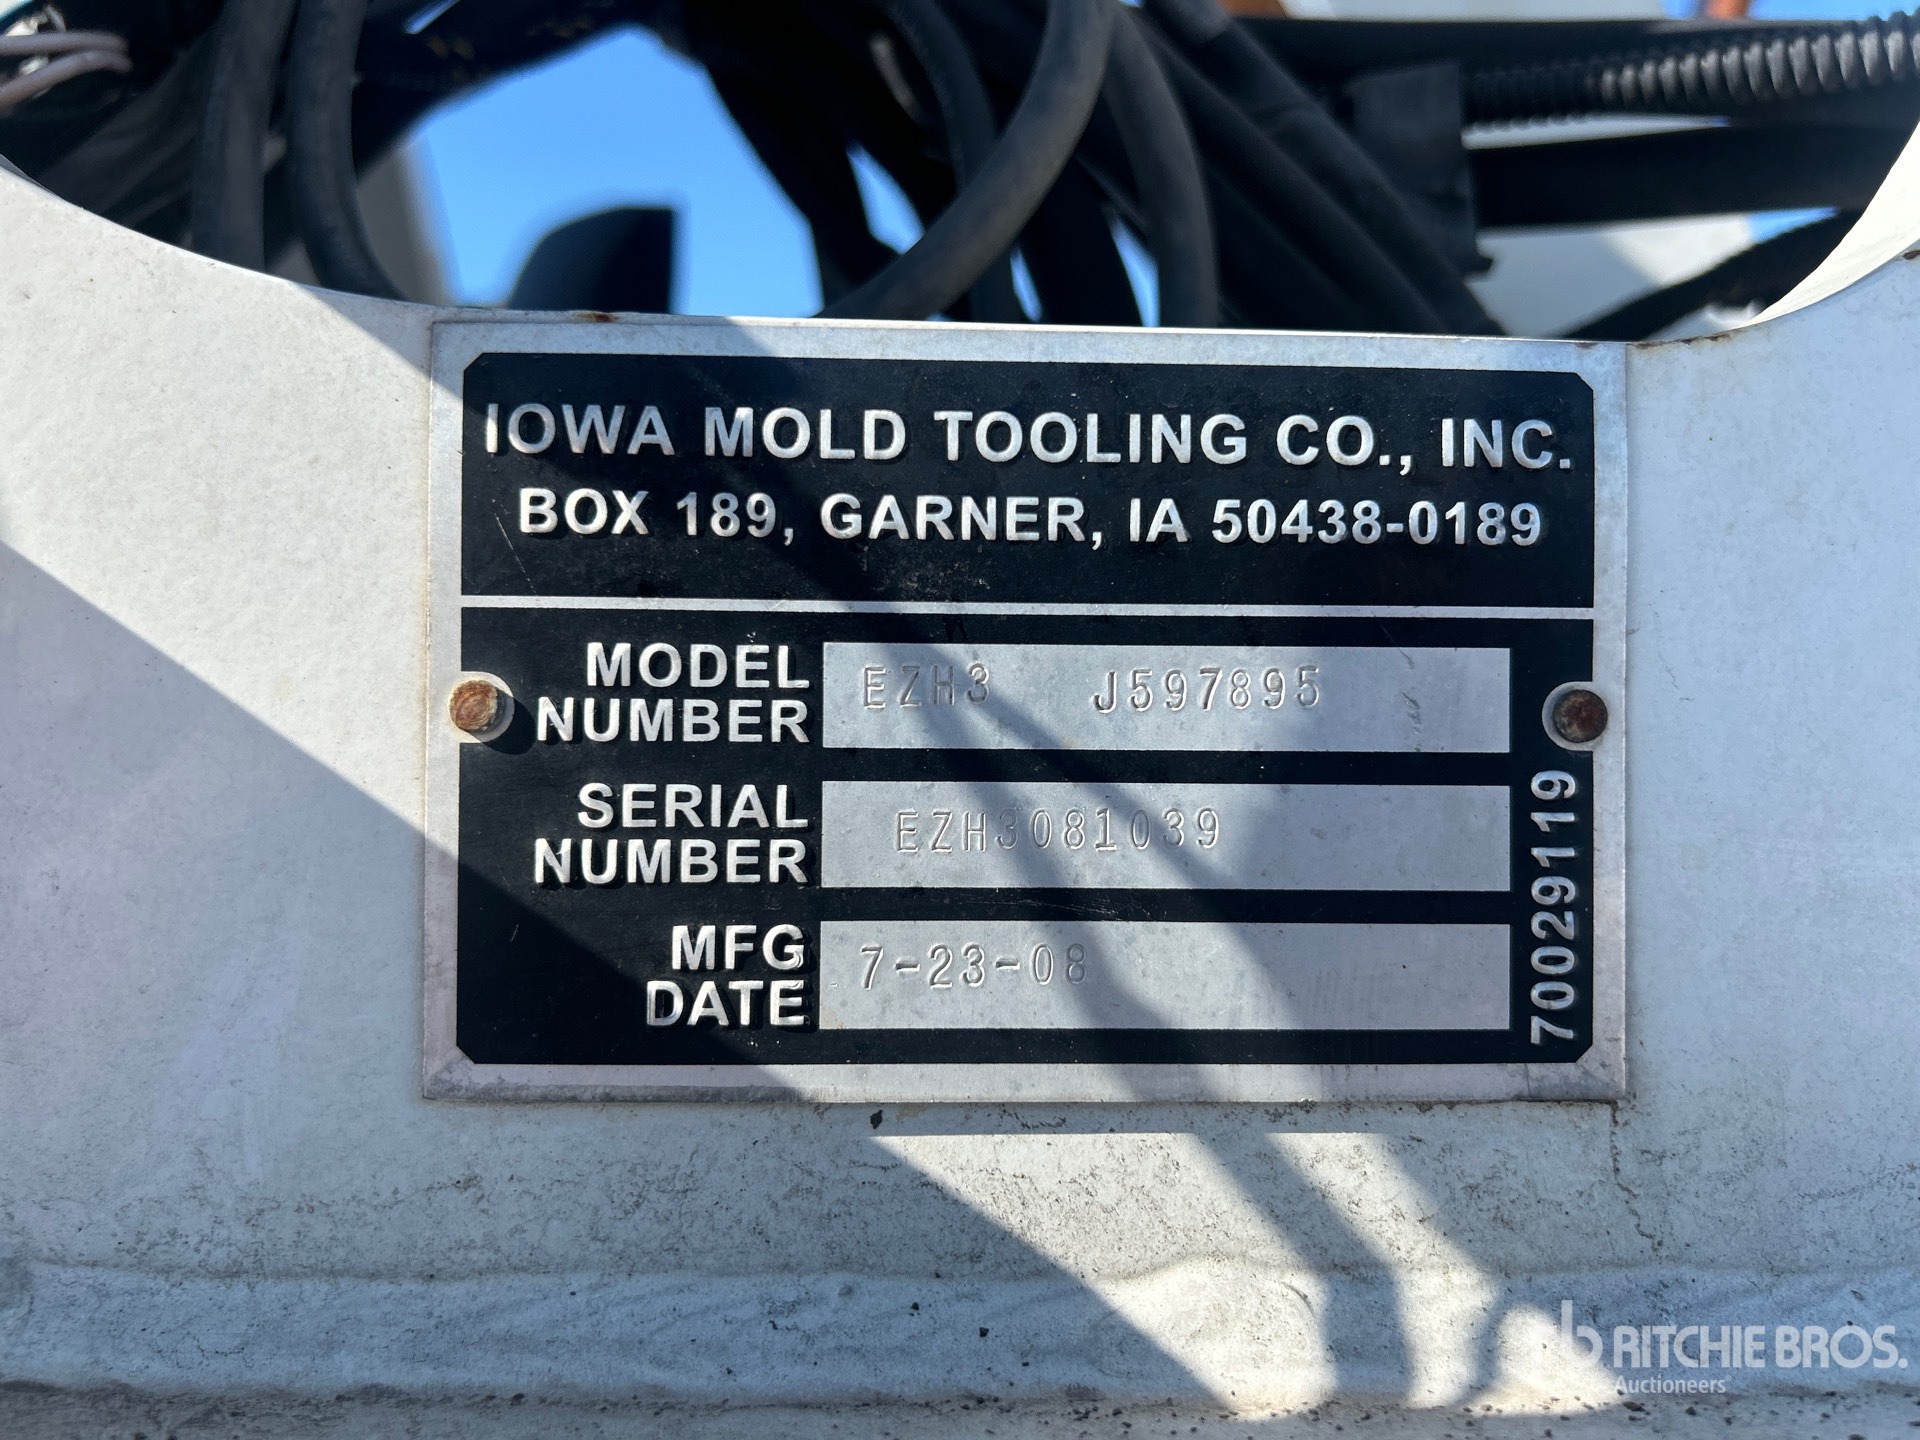 IOWA MOLD TOOLING CO., INC.
BOX 189, GARNER, IA 50438-0189
MODEL NUMBER EZH3 J597895
SERIAL NUMBER EZH3081039
MFG DATE 7-23-08
70029119
rb RITCHIE BROS.
Auctioneers